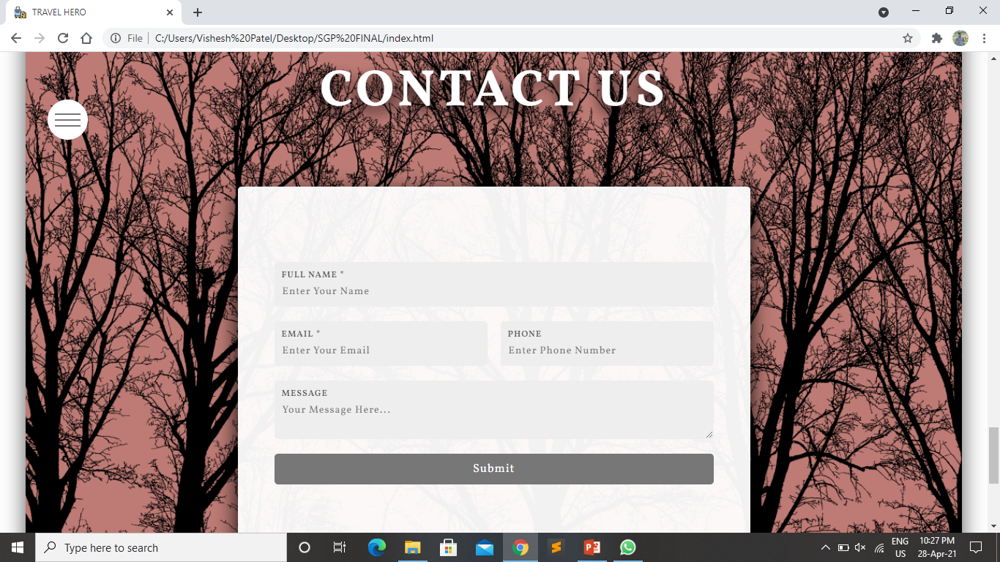 TRAVEL HERO
File
C:/Users/Vishesh%20Patel/Desktop/SGP%20FINAL/index.html
CONTACT US
FULL NAME *
Enter Your Name
EMAIL *
Enter Your Email
PHONE
Enter Phone Number
MESSAGE
Your Message Here...
Submit
Type here to search
ENG
US
10:27 PM
28-Apr-21